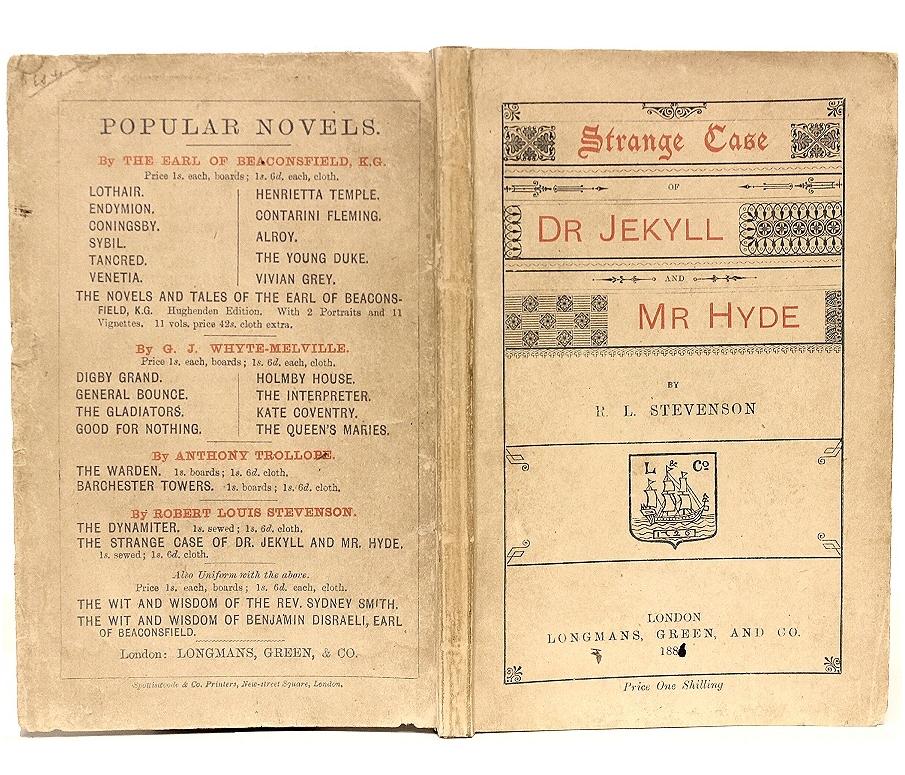 POPULAR NOVELS.
By THE EARL OF BEACONSFIELD, K.G.
Price 1s. each, boards; 1s. 6d. each, cloth.
LOTHAIR.
ENDYMION.
CONINGSBY.
SYBIL.
TANCRED.
VENETIA.
HENRIETTA TEMPLE.
CONTARINI FLEMING.
ALROY.
THE YOUNG DUKE.
VIVIAN GREY.
THE NOVELS AND TALES OF THE EARL OF BEACONS-
FIELD, K.G. Hughenden Edition. With 2 Portraits and 11
Vignettes. 11 vols. price 42s. cloth extra.
By G. J. WHYTE-MELVILLE.
Price 1s. each, boards; 1s. 6d. each, cloth.
DIGBY GRAND.
GENERAL BOUNCE.
THE GLADIATORS.
GOOD FOR NOTHING.
HOLMBY HOUSE.
THE INTERPRETER.
KATE COVENTRY.
THE QUEEN'S MARIES.
By ANTHONY TROLLOPE.
THE WARDEN. 1s. boards; 1s. 6d. cloth.
BARCHESTER TOWERS. 1s. boards; 1s. 6d. cloth.
By ROBERT LOUIS STEVENSON.
THE DYNAMITER. 1s. sewed; 1s. 6d. cloth.
THE STRANGE CASE OF DR. JEKYLL AND MR. HYDE.
1s. sewed; 1s. 6d. cloth.
Also Uniform with the above.
Price 1s. each, boards; 1s. 6d. each, cloth.
THE WIT AND WISDOM OF THE REV. SYDNEY SMITH.
THE WIT AND WISDOM OF BENJAMIN DISRAELI, EARL
OF BEACONSFIELD.
London: LONGMANS, GREEN, & CO.
Spottiswoode & Co. Printers, New-street Square, London.
Strange Case
OF
DR JEKYLL
AND
MR HYDE
BY
R. L. STEVENSON
L & Co
1726
LONDON
LONGMANS, GREEN, AND CO.
1886
Price One Shilling